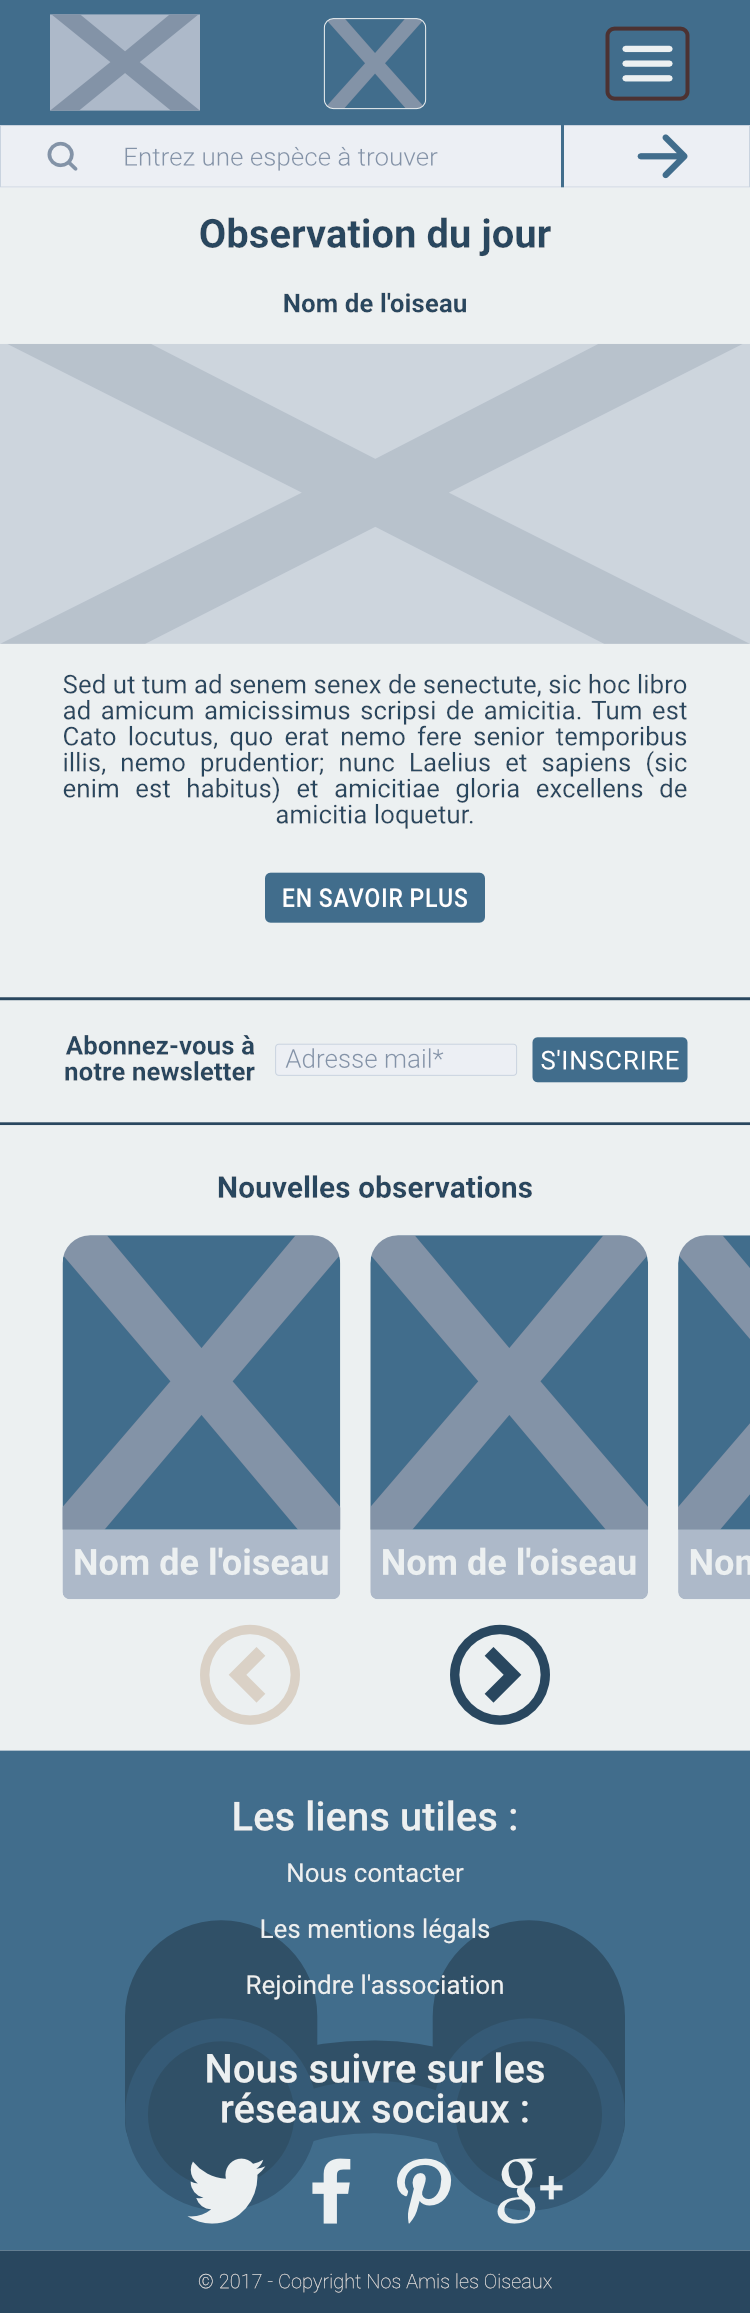 Entrez une espèce à trouver
Observation du jour
Nom de l'oiseau
Sed ut tum ad senem senex de senectute, sic hoc libro
ad amicum amicissimus scripsi de amicitia. Tum est
Cato locutus, quo erat nemo fere senior temporibus
illis, nemo prudentior; nunc Laelius et sapiens (sic
enim est habitus) et amicitiae gloria excellens de
amicitia loquetur.
EN SAVOIR PLUS
Abonnez-vous à
notre newsletter
Adresse mail*
S'INSCRIRE
Nouvelles observations
Nom de l'oiseau
Nom de l'oiseau
Nom
Les liens utiles :
Nous contacter
Les mentions légals
Rejoindre l'association
Nous suivre sur les
réseaux sociaux :
g+
© 2017 - Copyright Nos Amis les Oiseaux